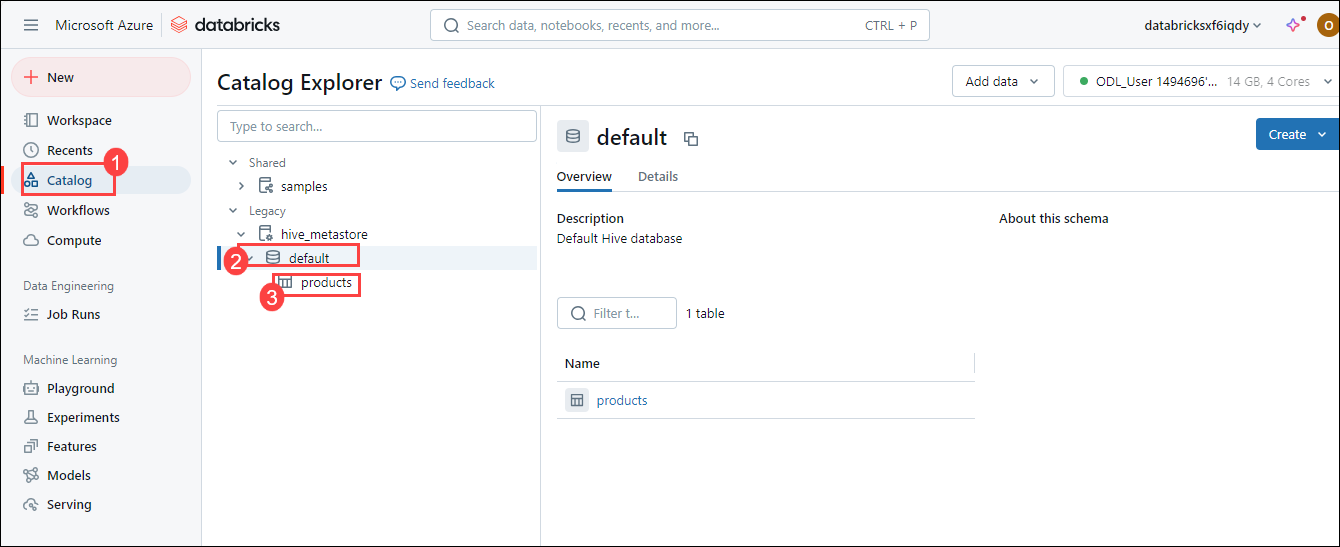 Microsoft Azure databricks Search data, notebooks, recents, and more... CTRL + P databricksxf6iqdy O
New
Workspace
Recents
1
Catalog
Workflows
Compute
Data Engineering
Job Runs
Machine Learning
Playground
Experiments
Features
Models
Serving
Catalog Explorer Send feedback Add data ODL_User 1494696'... 14 GB, 4 Cores
Type to search...
Shared
samples
Legacy
hive_metastore
2 default
3 products
default Create
Overview Details
Description About this schema
Default Hive database
Filter t... 1 table
Name
products